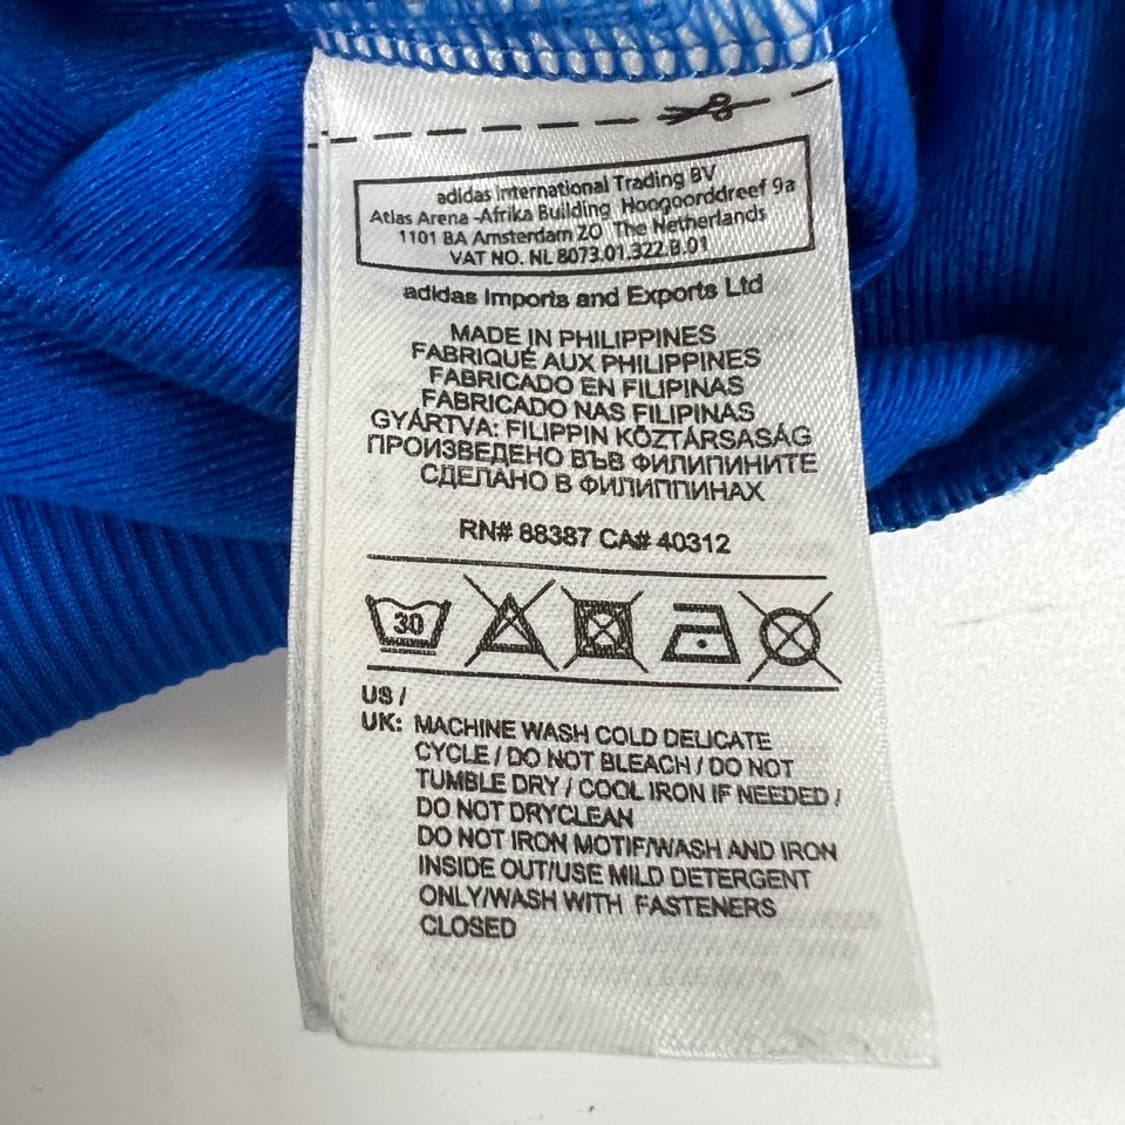 adidas International Trading BV
Atlas Arena -Afrika Building Hoogoorddreef 9a
1101 BA Amsterdam ZO The Netherlands
VAT NO. NL 8073.01.322.B.01
adidas Imports and Exports Ltd
MADE IN PHILIPPINES
FABRIQUÉ AUX PHILIPPINES
FABRICADO EN FILIPINAS
FABRICADO NAS FILIPINAS
GYÁRTVA: FILIPPIN KÖZTÁRSASÁG
ПРОИЗВЕДЕНО ВЪВ ФИЛИПИНИТЕ
СДЕЛАНО В ФИЛИППИНАХ
RN# 88387 CA# 40312
30
US /
UK: MACHINE WASH COLD DELICATE
CYCLE / DO NOT BLEACH / DO NOT
TUMBLE DRY / COOL IRON IF NEEDED /
DO NOT DRYCLEAN
DO NOT IRON MOTIF/WASH AND IRON
INSIDE OUT/USE MILD DETERGENT
ONLY/WASH WITH FASTENERS
CLOSED